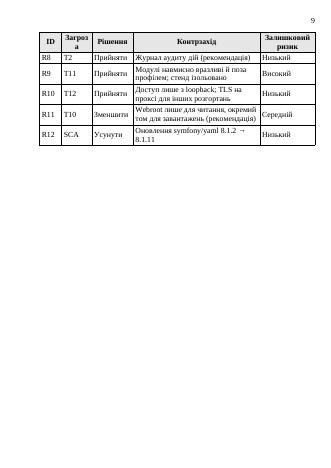 9
ID Загроз а Рішення Контрзахід Залишковий ризик
R8 T2 Прийняти Журнал аудиту дій (рекомендація) Низький
R9 T11 Прийняти Модулі навмисно вразливі й поза
профілем; стенд ізольовано Високий
R10 T12 Прийняти Доступ лише з loopback; TLS на
проксі для інших розгортань Низький
R11 T10 Зменшити Webroot лише для читання, окремий
том для завантажень (рекомендація) Середній
R12 SCA Усунути Оновлення symfony/yaml 8.1.2 →
8.1.11 Низький